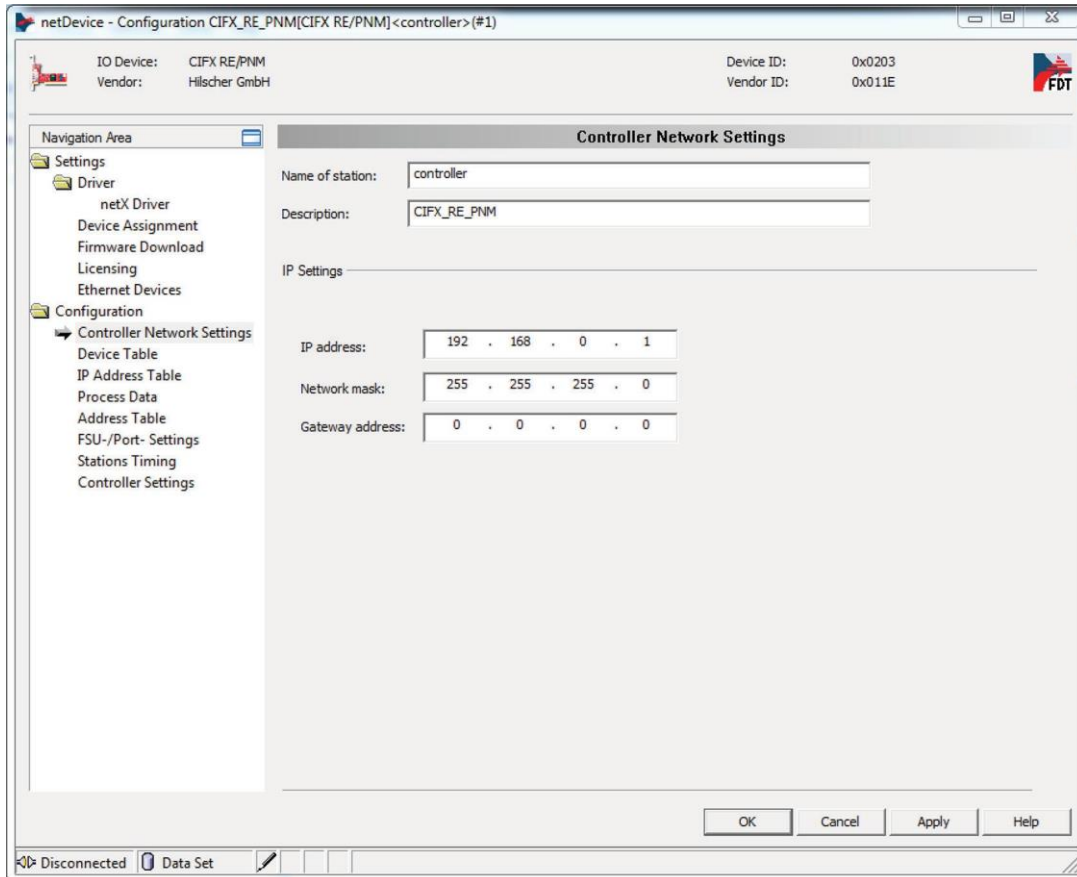 netDevice - Configuration CIFX_RE_PNM[CIFX RE/PNM]<controller>(#1)
IO Device: CIFX RE/PNM Device ID: 0x0203
Vendor: Hilscher GmbH Vendor ID: 0x011E
FDT
Navigation Area
Settings
Driver
netX Driver
Device Assignment
Firmware Download
Licensing
Ethernet Devices
Configuration
Controller Network Settings
Device Table
IP Address Table
Process Data
Address Table
FSU-/Port- Settings
Stations Timing
Controller Settings
Controller Network Settings
Name of station: controller
Description: CIFX_RE_PNM
IP Settings
IP address: 192 . 168 . 0 . 1
Network mask: 255 . 255 . 255 . 0
Gateway address: 0 . 0 . 0 . 0
OK Cancel Apply Help
Disconnected Data Set